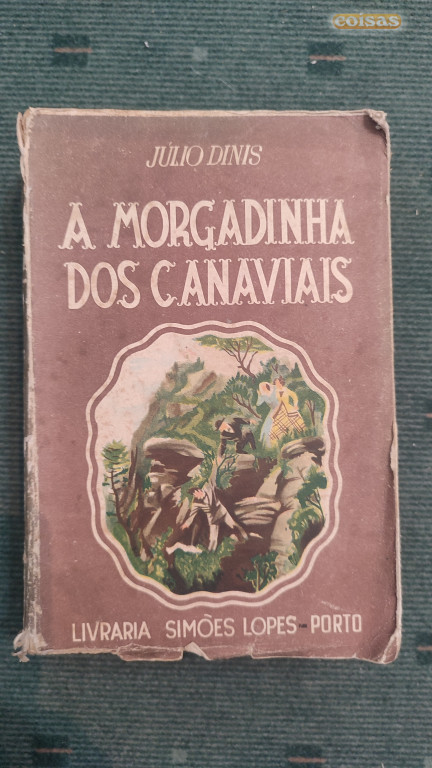 coisas
JÚLIO DINIS
A MORGADINHA
DOS CANAVIAIS
LIVRARIA SIMÕES LOPES-PORTO